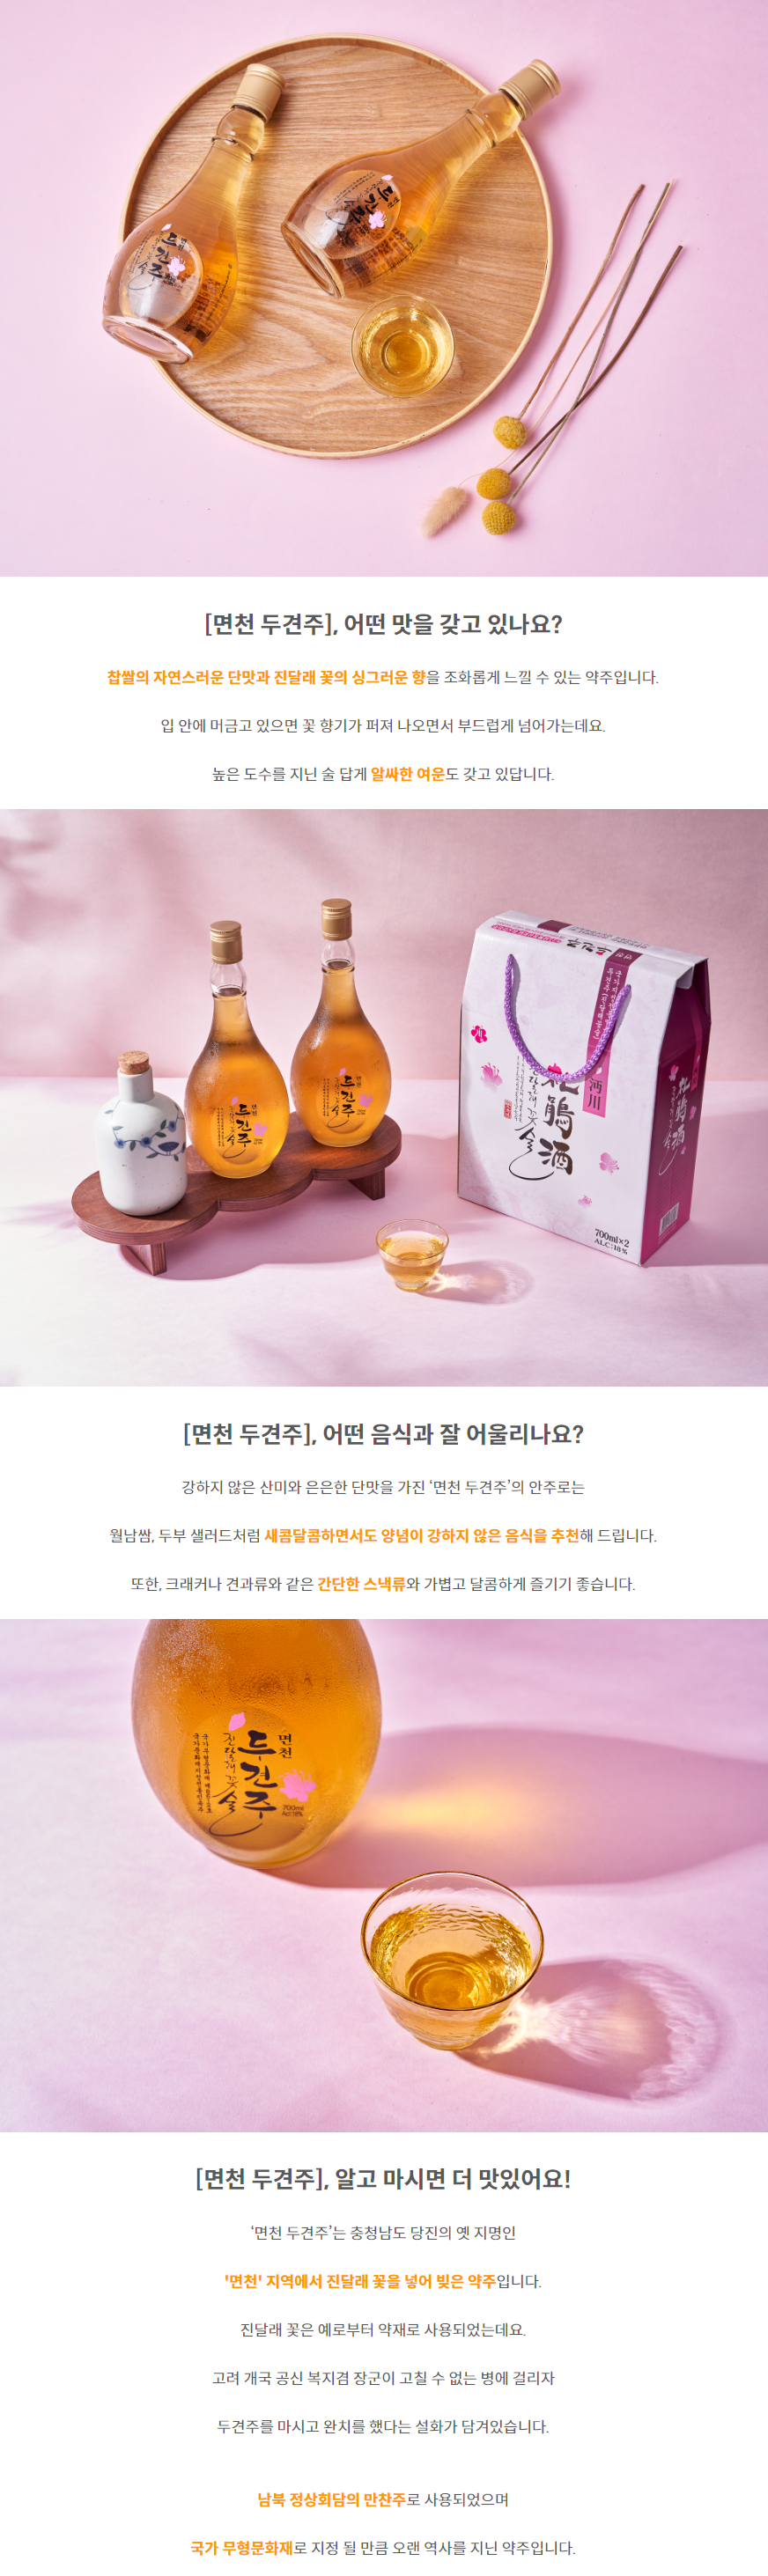 두견주
두견주
[면천 두견주], 어떤 맛을 갖고 있나요?
찹쌀의 자연스러운 단맛과 진달래 꽃의 싱그러운 향을 조화롭게 느낄 수 있는 약주입니다.
입 안에 머금고 있으면 꽃 향기가 퍼져 나오면서 부드럽게 넘어가는데요.
높은 도수를 지닌 술 답게 알싸한 여운도 갖고 있답니다.
면천
두견주
면천
두견주
鵑酒
700ml×2
ALC:18%
[면천 두견주], 어떤 음식과 잘 어울리나요?
강하지 않은 산미와 은은한 단맛을 가진 ‘면천 두견주’의 안주로는
월남쌈, 두부 샐러드처럼 새콤달콤하면서도 양념이 강하지 않은 음식을 추천해 드립니다.
또한, 크래커나 견과류와 같은 간단한 스낵류와 가볍고 달콤하게 즐기기 좋습니다.
면천
두견주
진달래꽃술
700ml
Acl.18%
[면천 두견주], 알고 마시면 더 맛있어요!
‘면천 두견주’는 충청남도 당진의 옛 지명인
'면천' 지역에서 진달래 꽃을 넣어 빚은 약주입니다.
진달래 꽃은 예로부터 약재로 사용되었는데요.
고려 개국 공신 복지겸 장군이 고칠 수 없는 병에 걸리자
두견주를 마시고 완치를 했다는 설화가 담겨있습니다.
남북 정상회담의 만찬주로 사용되었으며
국가 무형문화재로 지정 될 만큼 오랜 역사를 지닌 약주입니다.